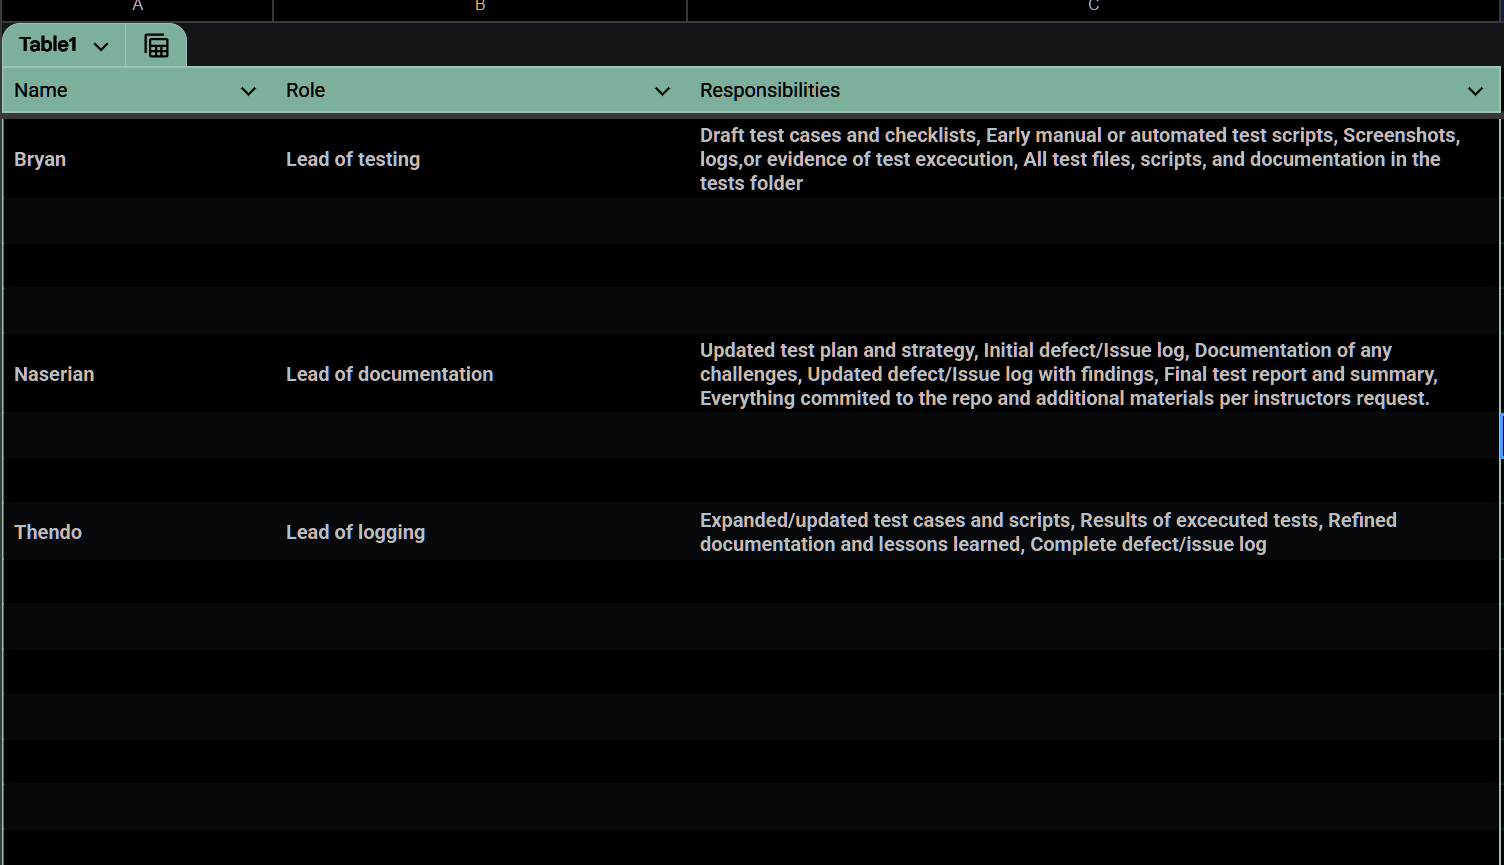 A B C
Table1
Name Role Responsibilities
Draft test cases and checklists, Early manual or automated test scripts, Screenshots,
Bryan Lead of testing logs,or evidence of test excecution, All test files, scripts, and documentation in the
tests folder
Updated test plan and strategy, Initial defect/Issue log, Documentation of any
Naserian Lead of documentation challenges, Updated defect/Issue log with findings, Final test report and summary,
Everything commited to the repo and additional materials per instructors request.
Thendo Lead of logging Expanded/updated test cases and scripts, Results of excecuted tests, Refined
documentation and lessons learned, Complete defect/issue log